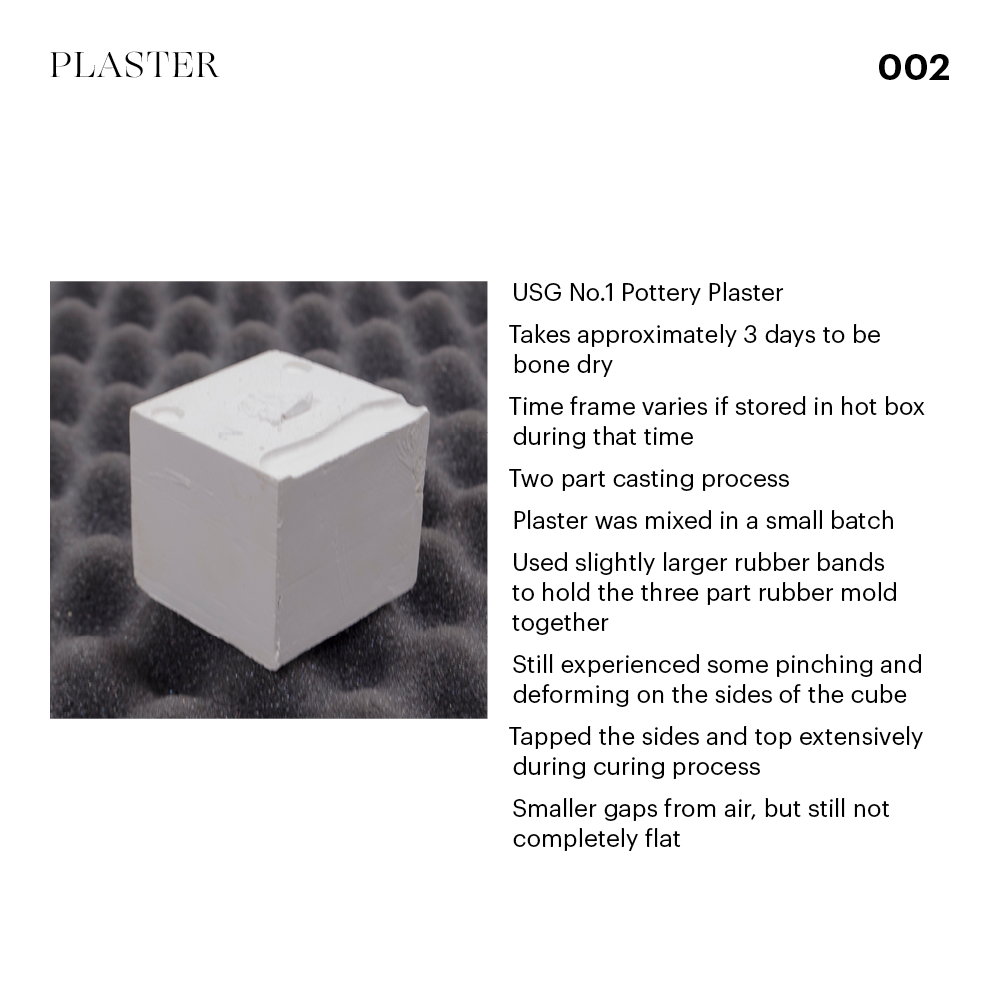 PLASTER
002
USG No.1 Pottery Plaster
Takes approximately 3 days to be
bone dry
Time frame varies if stored in hot box
during that time
Two part casting process
Plaster was mixed in a small batch
Used slightly larger rubber bands
to hold the three part rubber mold
together
Still experienced some pinching and
deforming on the sides of the cube
Tapped the sides and top extensively
during curing process
Smaller gaps from air, but still not
completely flat